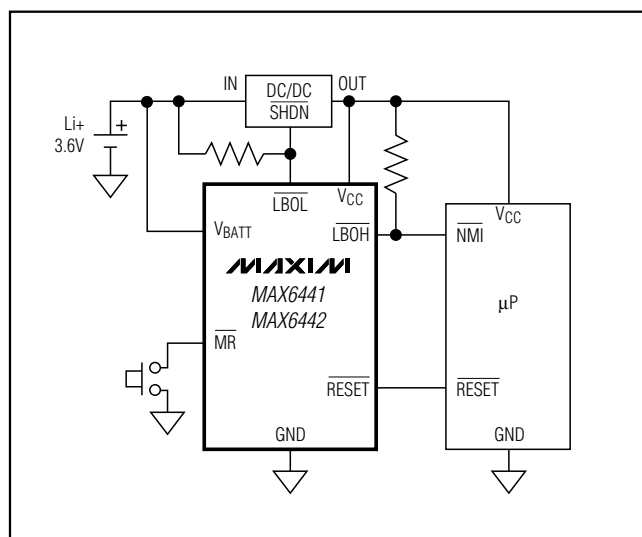 IN
DC/DC
OUT
SHDN
Li+
3.6V
+
LBOL
VCC
VBATT
LBOH
NMI
VCC
MAXIM
MAX6441
MAX6442
µP
MR
RESET
RESET
GND
GND